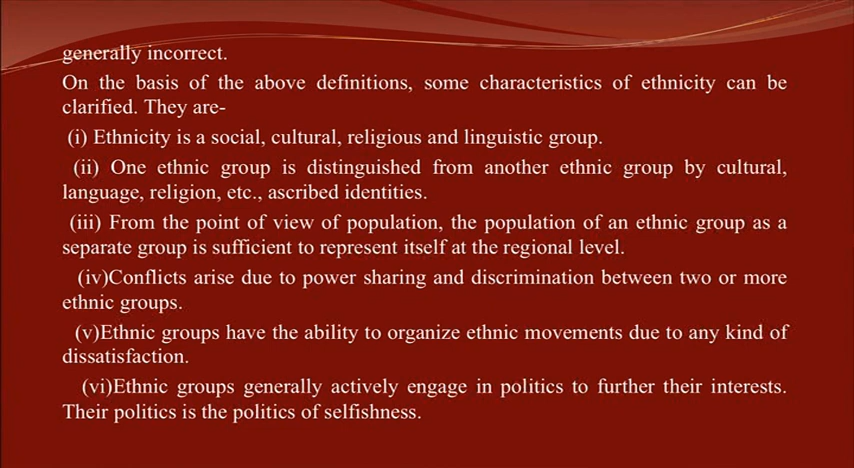 generally incorrect.
On the basis of the above definitions, some characteristics of ethnicity can be
clarified. They are-
(i) Ethnicity is a social, cultural, religious and linguistic group.
(ii) One ethnic group is distinguished from another ethnic group by cultural,
language, religion, etc., ascribed identities.
(iii) From the point of view of population, the population of an ethnic group as a
separate group is sufficient to represent itself at the regional level.
(iv)Conflicts arise due to power sharing and discrimination between two or more
ethnic groups.
(v)Ethnic groups have the ability to organize ethnic movements due to any kind of
dissatisfaction.
(vi)Ethnic groups generally actively engage in politics to further their interests.
Their politics is the politics of selfishness.